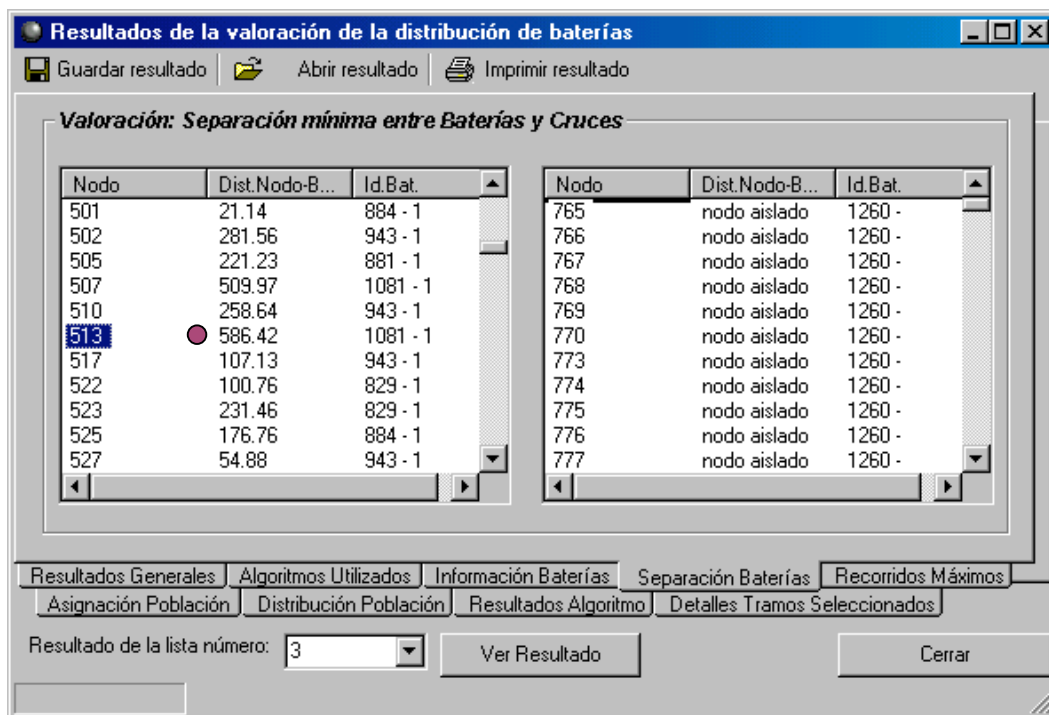 Resultados de la valoración de la distribución de baterías
Guardar resultado Abrir resultado Imprimir resultado
Valoración: Separación mínima entre Baterías y Cruces
Nodo Dist.Nodo-B... Id.Bat.
501 21.14 884 - 1
502 281.56 943 - 1
505 221.23 881 - 1
507 509.97 1081 - 1
510 258.64 943 - 1
513 586.42 1081 - 1
517 107.13 943 - 1
522 100.76 829 - 1
523 231.46 829 - 1
525 176.76 884 - 1
527 54.88 943 - 1
Nodo Dist.Nodo-B... Id.Bat.
765 nodo aislado 1260 -
766 nodo aislado 1260 -
767 nodo aislado 1260 -
768 nodo aislado 1260 -
769 nodo aislado 1260 -
770 nodo aislado 1260 -
773 nodo aislado 1260 -
774 nodo aislado 1260 -
775 nodo aislado 1260 -
776 nodo aislado 1260 -
777 nodo aislado 1260 -
Resultados Generales Algoritmos Utilizados Información Baterías Separación Baterías Recorridos Máximos
Asignación Población Distribución Población Resultados Algoritmo Detalles Tramos Seleccionados
Resultado de la lista número: 3 Ver Resultado Cerrar